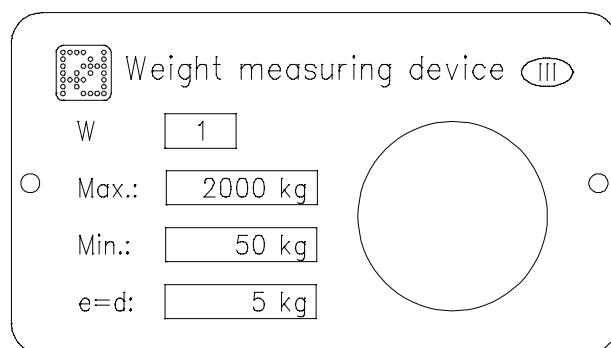 Weight measuring device III
W 1
Max.: 2000 kg
Min.: 50 kg
e=d: 5 kg